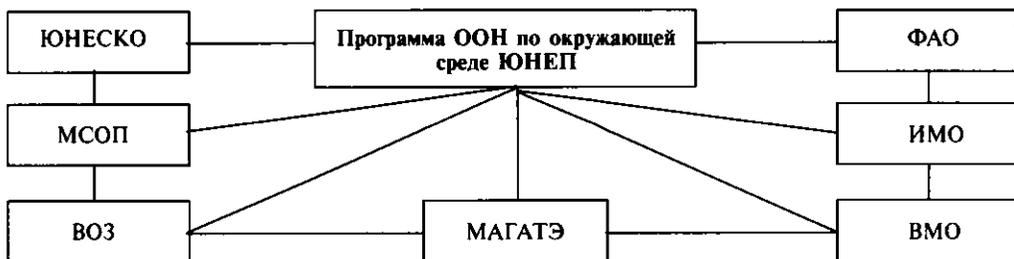 ЮНЕСКО
Программа ООН по окружающей
среде ЮНЕП
ФАО
МСОП
ИМО
ВОЗ
МАГАТЭ
ВМО